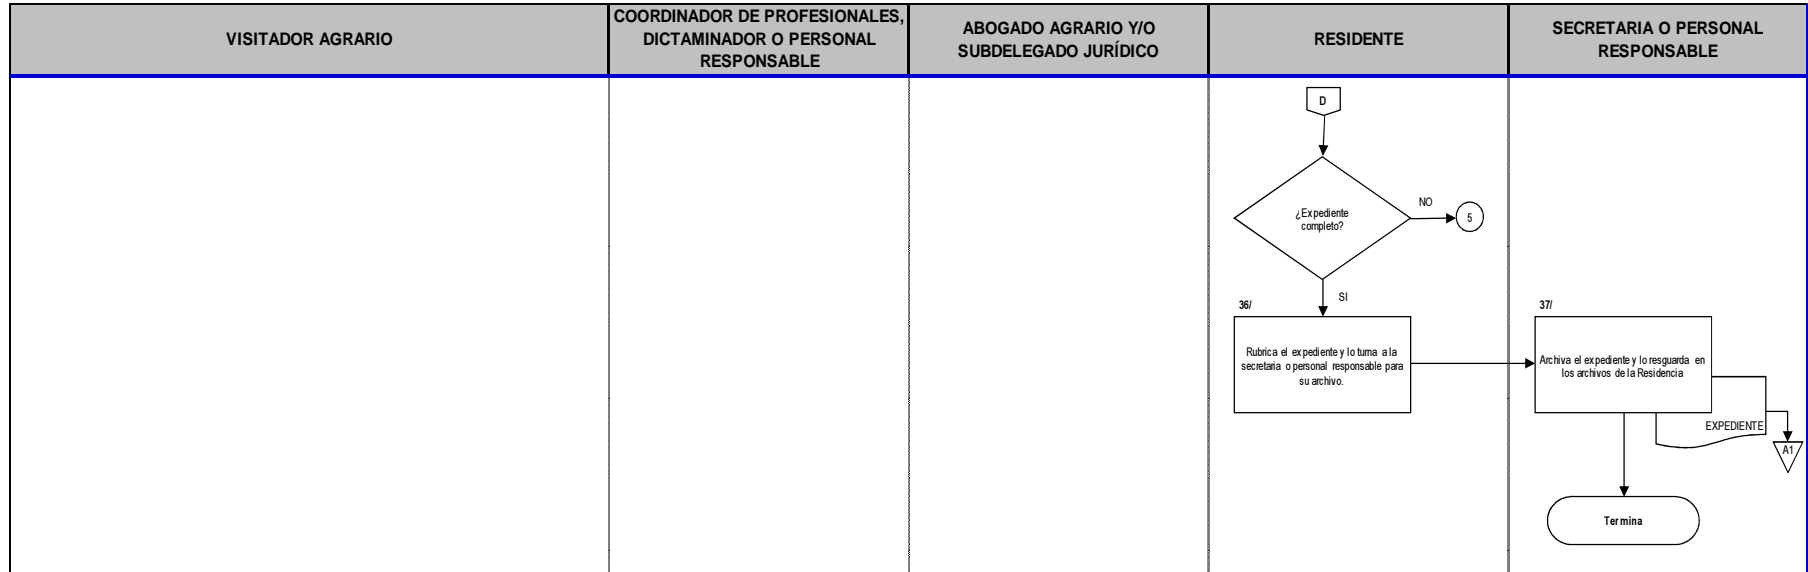 VISITADOR AGRARIO
COORDINADOR DE PROFESIONALES,
DICTAMINADOR O PERSONAL
RESPONSABLE
ABOGADO AGRARIO Y/O
SUBDELEGADO JURÍDICO
RESIDENTE
SECRETARIA O PERSONAL
RESPONSABLE
D
¿Expediente
completo?
NO
5
SI
36/
Rubrica el expediente y lo turna a la
secretaria o personal responsable para
su archivo.
37/
Archiva el expediente y lo resguarda en
los archivos de la Residencia
EXPEDIENTE
A1
Termina